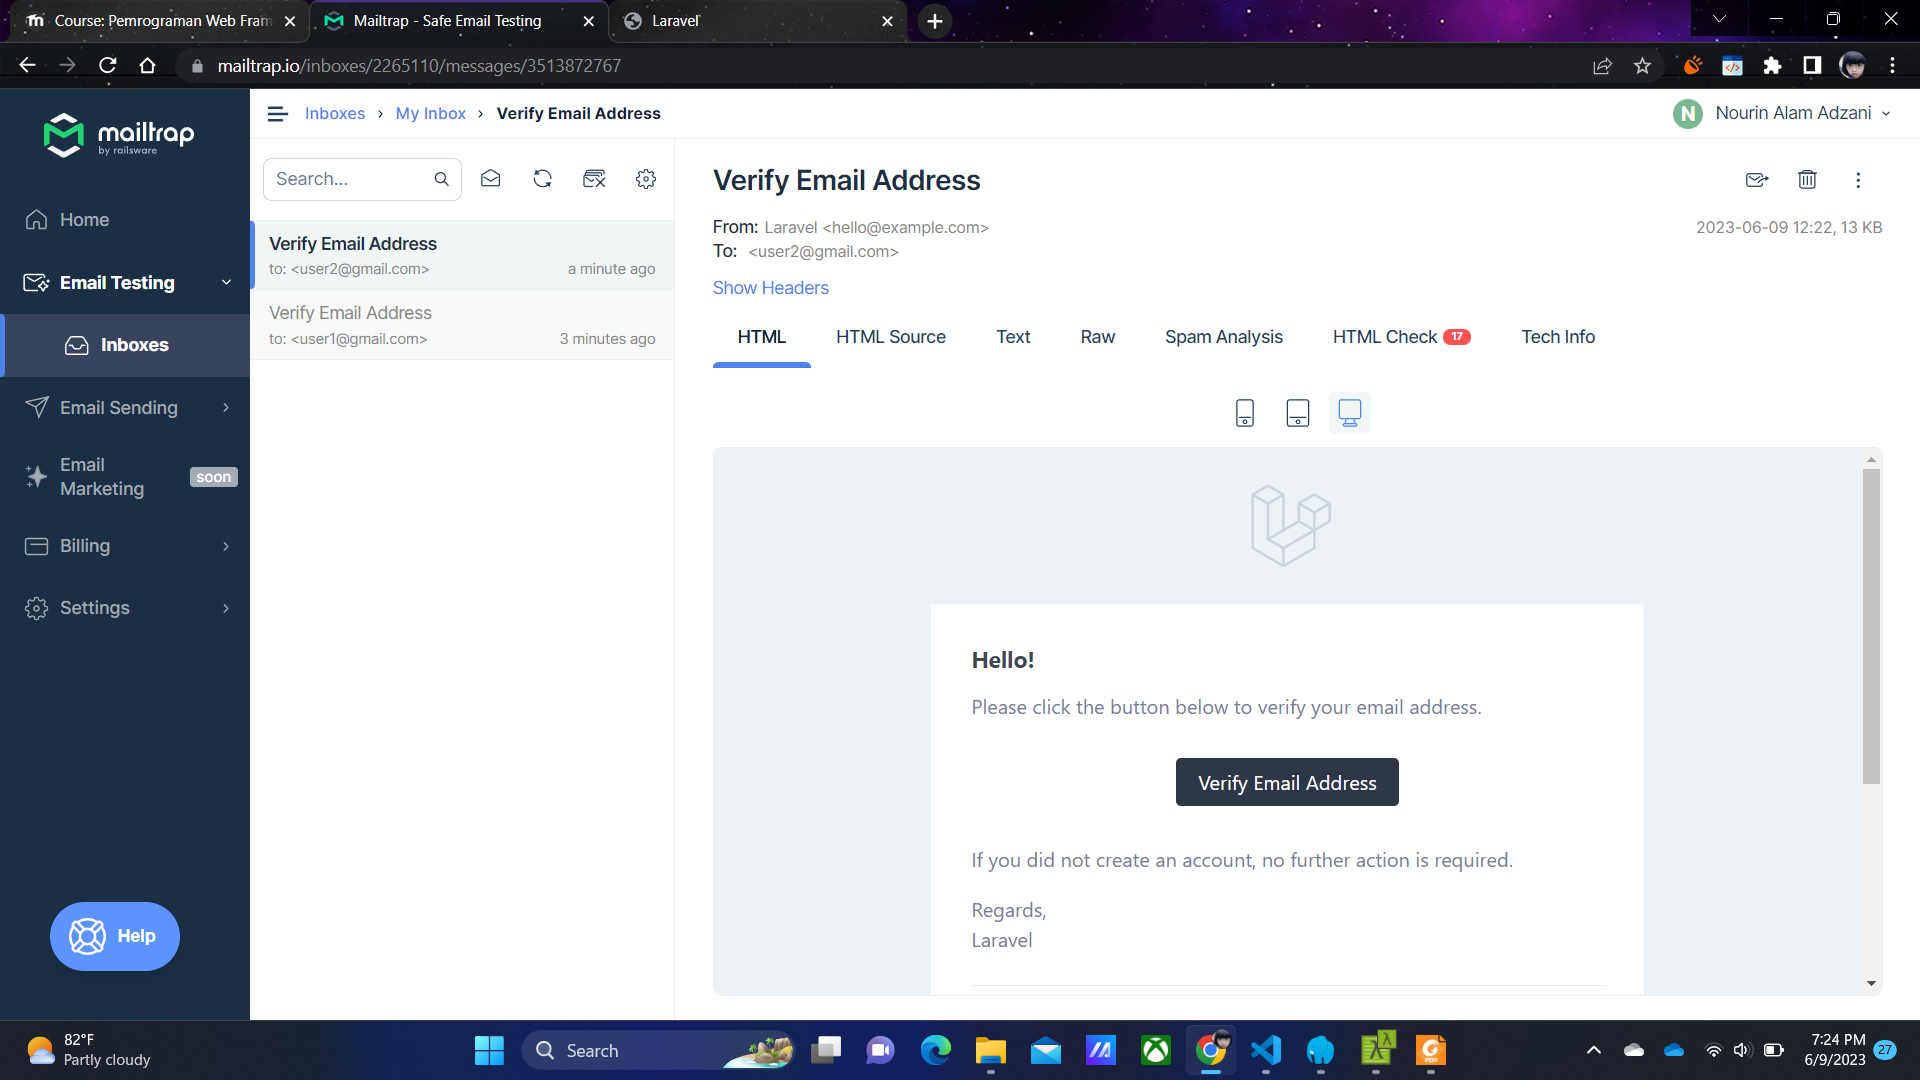 Course: Pemrograman Web Fram
Mailtrap - Safe Email Testing
Laravel
mailtrap.io/inboxes/2265110/messages/3513872767
mailtrap
by railsware
Inboxes › My Inbox › Verify Email Address
N
Nourin Alam Adzani
Home
Email Testing
Inboxes
Email Sending
Email
Marketing
soon
Billing
Settings
Help
Search...
Verify Email Address
to: <user2@gmail.com>
a minute ago
Verify Email Address
to: <user1@gmail.com>
3 minutes ago
Verify Email Address
From: Laravel <hello@example.com>
2023-06-09 12:22, 13 KB
To: <user2@gmail.com>
Show Headers
HTML
HTML Source
Text
Raw
Spam Analysis
HTML Check 17
Tech Info
Hello!
Please click the button below to verify your email address.
Verify Email Address
If you did not create an account, no further action is required.
Regards,
Laravel
82°F
Partly cloudy
Search
PDF
7:24 PM
6/9/2023
27